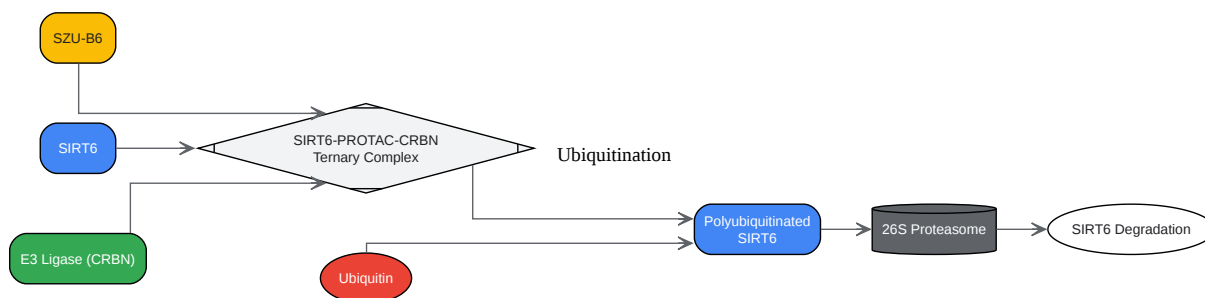 SZU-B6
SIRT6
SIRT6-PROTAC-CRBN
Ternary Complex
Ubiquitination
E3 Ligase (CRBN)
Ubiquitin
Polyubiquitinated
SIRT6
26S Proteasome
SIRT6 Degradation